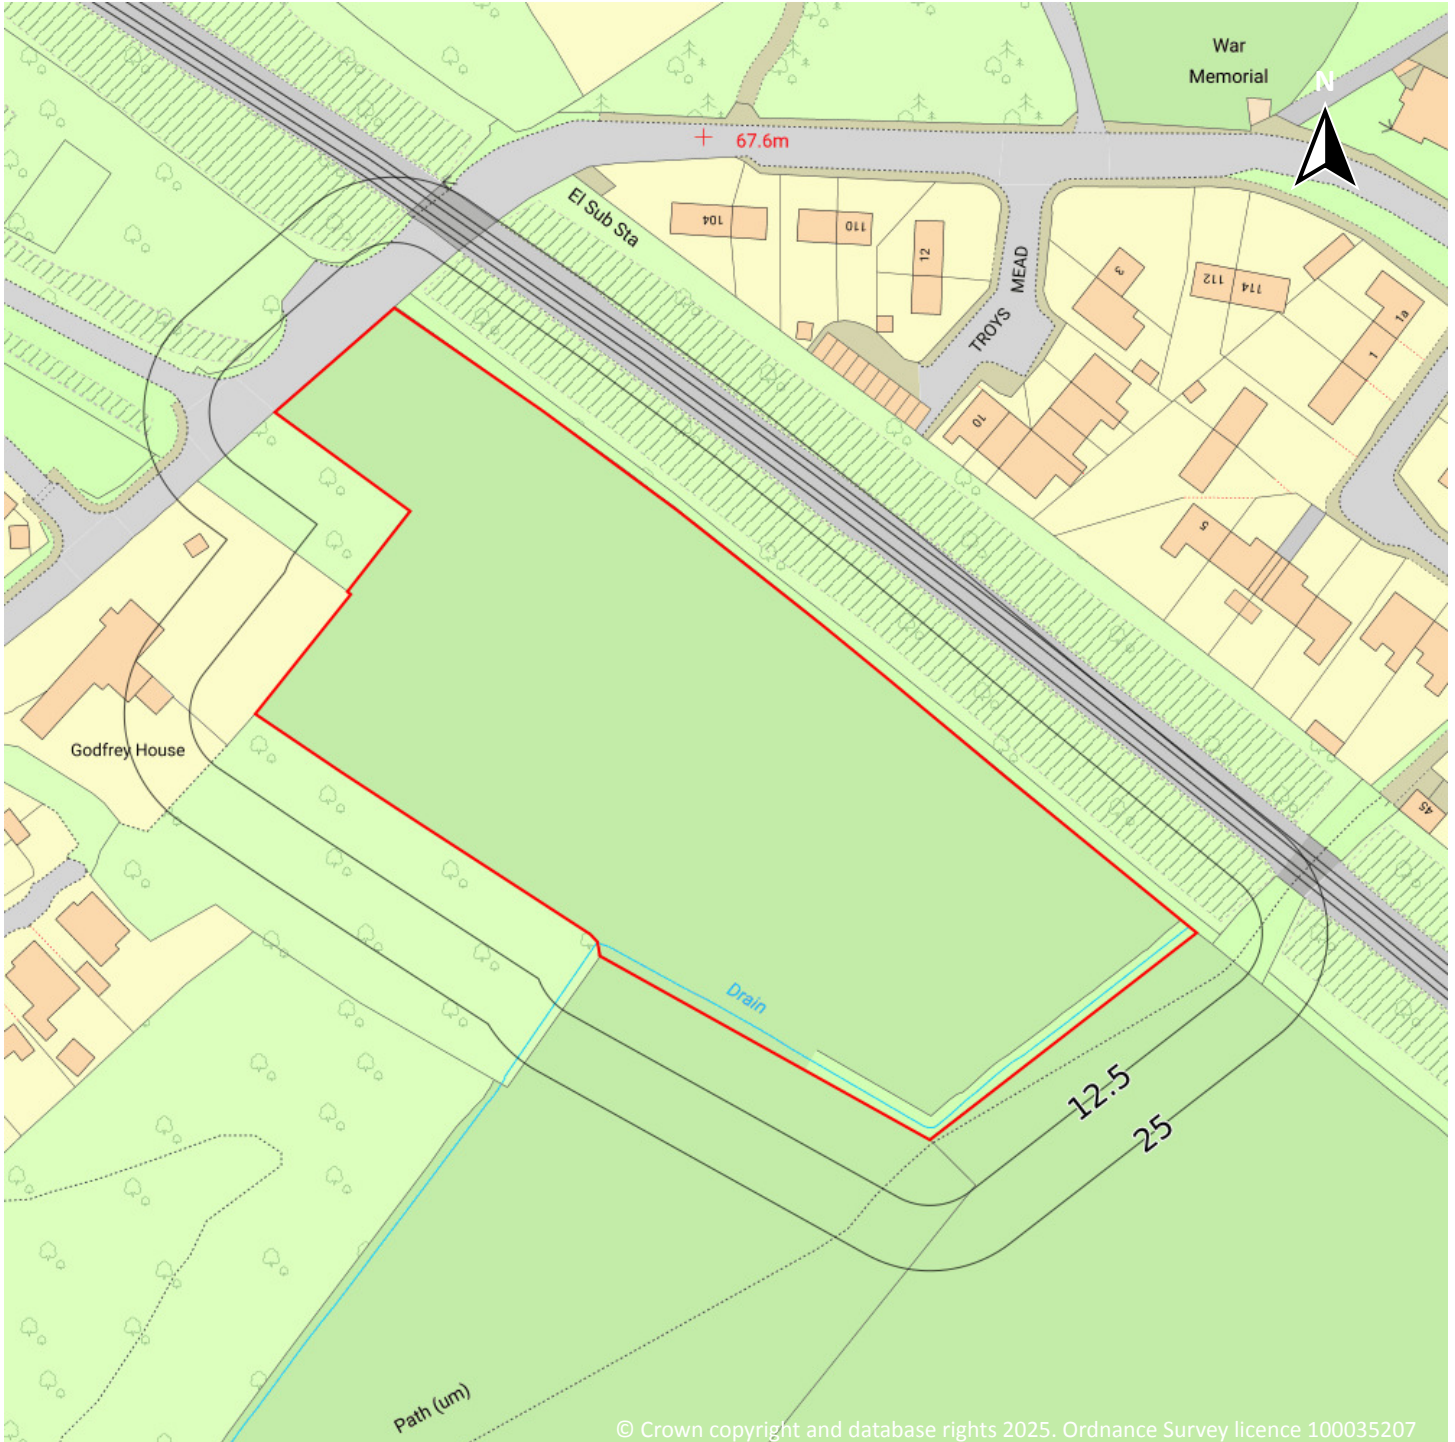 War
Memorial
N
67.6m
El Sub Sta
104
110
12
TROYS
MEAD
3
112
114
1a
1
10
5
45
Godfrey House
Drain
12.5
25
Path (um)
© Crown copyright and database rights 2025. Ordnance Survey licence 100035207